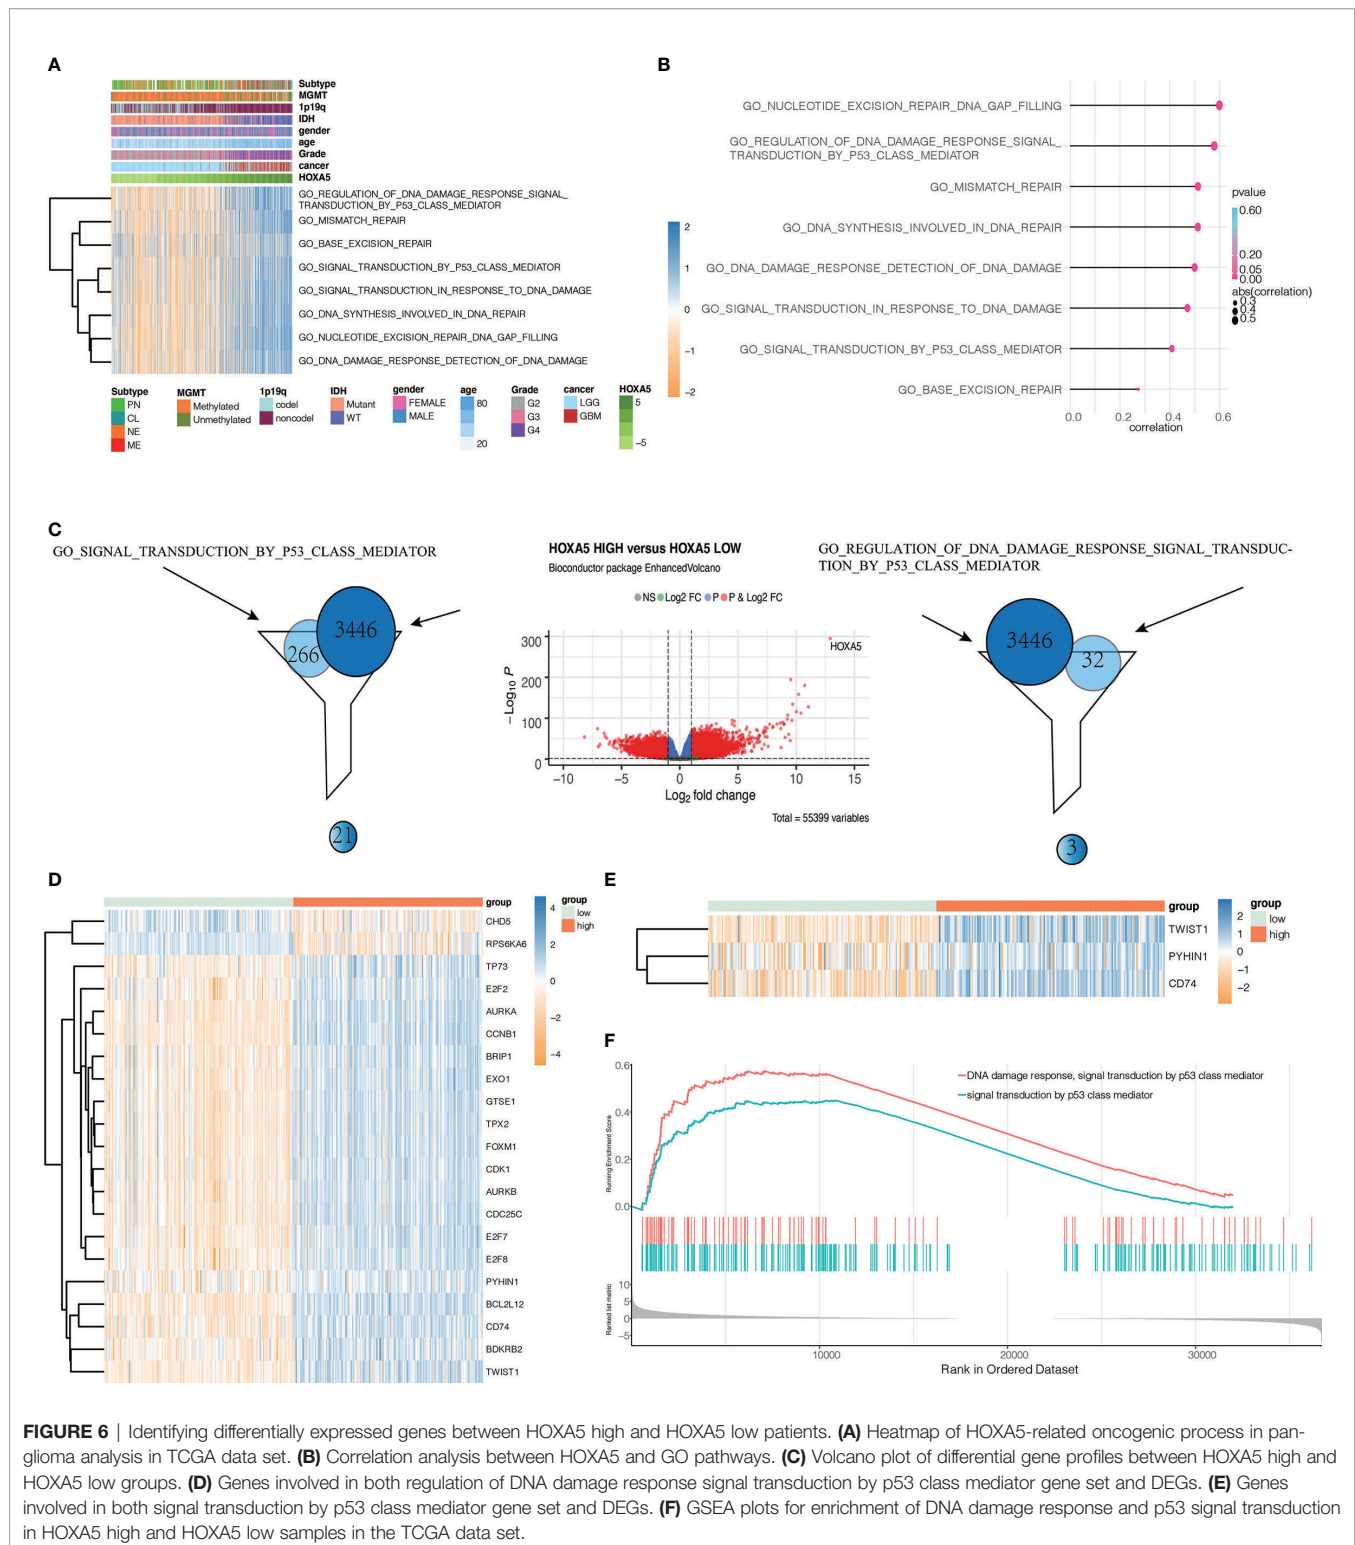 A
Subtype
MGMT
1p19q
IDH
gender
age
Grade
cancer
HOXA5
GO_REGULATION_OF_DNA_DAMAGE_RESPONSE_SIGNAL_
TRANSDUCTION_BY_P53_CLASS_MEDIATOR
GO_MISMATCH_REPAIR
GO_BASE_EXCISION_REPAIR
GO_SIGNAL_TRANSDUCTION_BY_P53_CLASS_MEDIATOR
GO_SIGNAL_TRANSDUCTION_IN_RESPONSE_TO_DNA_DAMAGE
GO_DNA_SYNTHESIS_INVOLVED_IN_DNA_REPAIR
GO_NUCLEOTIDE_EXCISION_REPAIR_DNA_GAP_FILLING
GO_DNA_DAMAGE_RESPONSE_DETECTION_OF_DNA_DAMAGE
2
1
0
−1
−2
Subtype
PN
CL
NE
ME
MGMT
Methylated
Unmethylated
1p19q
codel
noncodel
IDH
Mutant
WT
gender
FEMALE
MALE
age
80
20
Grade
G2
G3
G4
cancer
LGG
GBM
HOXA5
5
−5
B
GO_NUCLEOTIDE_EXCISION_REPAIR_DNA_GAP_FILLING
GO_REGULATION_OF_DNA_DAMAGE_RESPONSE_SIGNAL_
TRANSDUCTION_BY_P53_CLASS_MEDIATOR
GO_MISMATCH_REPAIR
GO_DNA_SYNTHESIS_INVOLVED_IN_DNA_REPAIR
GO_DNA_DAMAGE_RESPONSE_DETECTION_OF_DNA_DAMAGE
GO_SIGNAL_TRANSDUCTION_IN_RESPONSE_TO_DNA_DAMAGE
GO_SIGNAL_TRANSDUCTION_BY_P53_CLASS_MEDIATOR
GO_BASE_EXCISION_REPAIR
0.0 0.2 0.4 0.6
correlation
pvalue
0.60
0.20
0.05
0.00
abs(correlation)
0.3
0.4
0.5
C
GO_SIGNAL_TRANSDUCTION_BY_P53_CLASS_MEDIATOR
266
3446
21
HOXA5 HIGH versus HOXA5 LOW
Bioconductor package EnhancedVolcano
NS Log2 FC P P & Log2 FC
HOXA5
300
200
100
0
−Log10 P
−10 −5 0 5 10 15
Log2 fold change
Total = 55399 variables
GO_REGULATION_OF_DNA_DAMAGE_RESPONSE_SIGNAL_TRANSDUC-
TION_BY_P53_CLASS_MEDIATOR
3446
32
3
D
group
CHD5
RPS6KA6
TP73
E2F2
AURKA
CCNB1
BRIP1
EXO1
GTSE1
TPX2
FOXM1
CDK1
AURKB
CDC25C
E2F7
E2F8
PYHIN1
BCL2L12
CD74
BDKRB2
TWIST1
4
2
0
−2
−4
group
low
high
E
group
TWIST1
PYHIN1
CD74
2
1
0
−1
−2
group
low
high
F
0.6
0.4
0.2
0.0
Running Enrichment Score
DNA damage response, signal transduction by p53 class mediator
signal transduction by p53 class mediator
10
5
0
−5
Ranked list metric
10000 20000 30000
Rank in Ordered Dataset
FIGURE 6 | Identifying differentially expressed genes between HOXA5 high and HOXA5 low patients. (A) Heatmap of HOXA5-related oncogenic process in pan-
glioma analysis in TCGA data set. (B) Correlation analysis between HOXA5 and GO pathways. (C) Volcano plot of differential gene profiles between HOXA5 high and
HOXA5 low groups. (D) Genes involved in both regulation of DNA damage response signal transduction by p53 class mediator gene set and DEGs. (E) Genes
involved in both signal transduction by p53 class mediator gene set and DEGs. (F) GSEA plots for enrichment of DNA damage response and p53 signal transduction
in HOXA5 high and HOXA5 low samples in the TCGA data set.